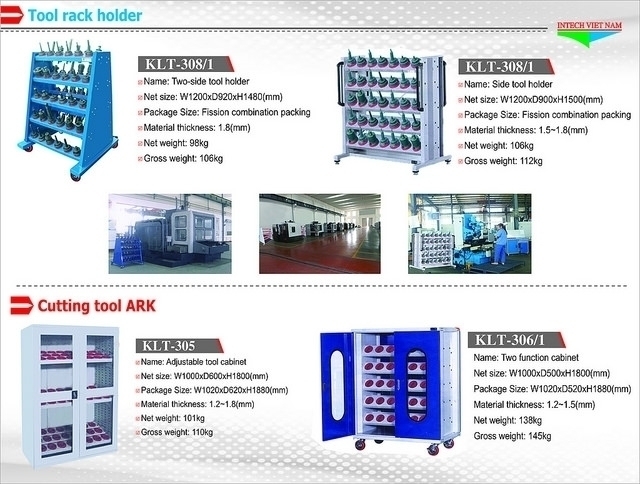 Tool rack holder
INTECH VIET NAM
KLT-308/1
Name: Two-side tool holder
Net size: W1200xD920xH1480(mm)
Package Size: Fission combination packing
Material thickness: 1.8(mm)
Net weight: 98kg
Gross weight: 106kg
KLT-308/1
Name: Side tool holder
Net size: W1200xD900xH1500(mm)
Package Size: Fission combination packing
Material thickness: 1.5~1.8(mm)
Net weight: 106kg
Gross weight: 112kg
Cutting tool ARK
KLT-305
Name: Adjustable tool cabinet
Net size: W1000xD600xH1800(mm)
Package Size: W1020xD620xH1880(mm)
Material thickness: 1.2~1.8(mm)
Net weight: 101kg
Gross weight: 110kg
KLT-306/1
Name: Two function cabinet
Net size: W1000xD500xH1800(mm)
Package Size: W1020xD520xH1880(mm)
Material thickness: 1.2~1.5(mm)
Net weight: 138kg
Gross weight: 145kg